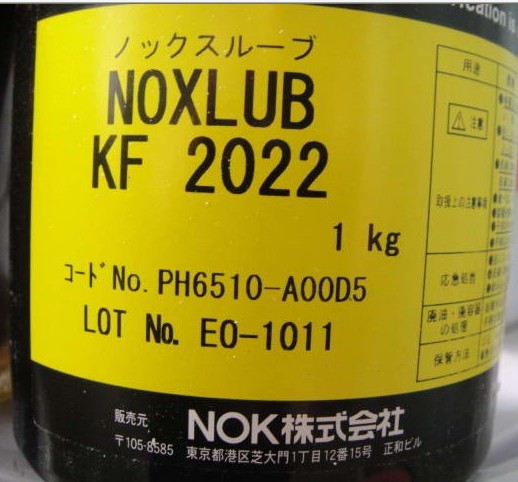 ication is
ノックスルーブ
NOXLUB
KF 2022
1 kg
コードNo. PH6510-A00D5
LOT No. E0-1011
用途
注意
取扱上の注意事項
応急処置
廃油・廃容器
の処理
保管方法
販売元 NOK株式会社
〒105-8585 東京都港区芝大門1丁目12番15号 正和ビル